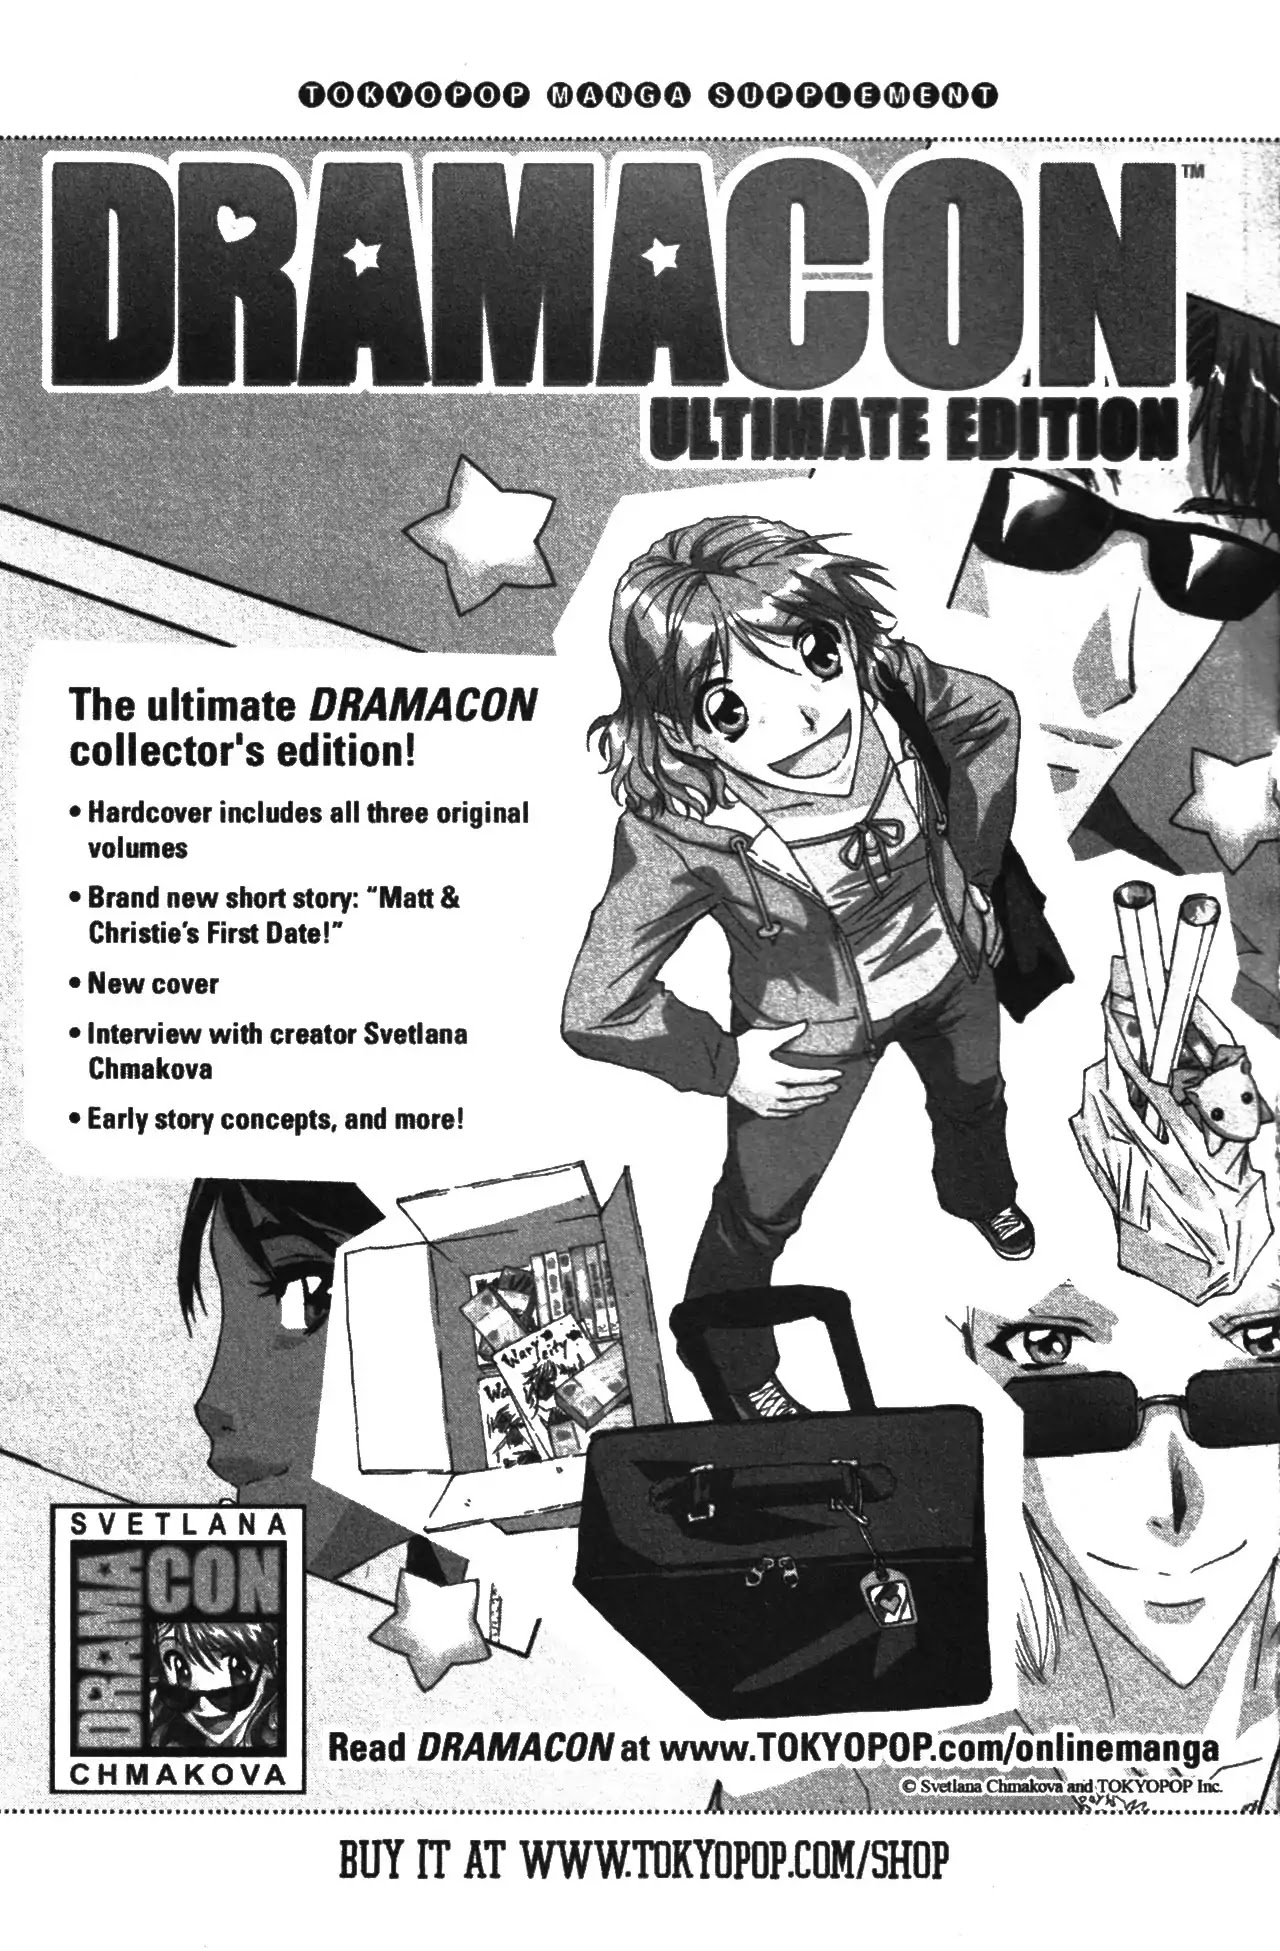 TOKYOPOP MANGA SUPPLEMENT
DRAMACON™
ULTIMATE EDITION
The ultimate DRAMACON
collector's edition!
• Hardcover includes all three original
volumes
• Brand new short story: "Matt &
Christie's First Date!"
• New cover
• Interview with creator Svetlana
Chmakova
• Early story concepts, and more!
SVETLANA
DRAMACON
CHMAKOVA
Read DRAMACON at www.TOKYOPOP.com/onlinemanga
© Svetlana Chmakova and TOKYOPOP Inc.
BUY IT AT WWW.TOKYOPOP.COM/SHOP